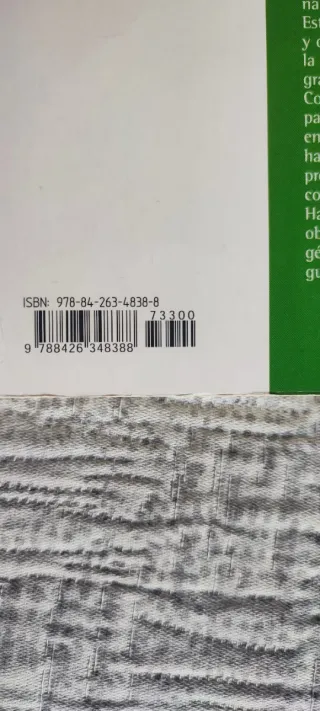 na
Est
y
la
gra
Co
pa
en
ha
pre
co
Ha
ob
gé
gu
ISBN: 978-84-263-4838-8
73300
9 788426 348388